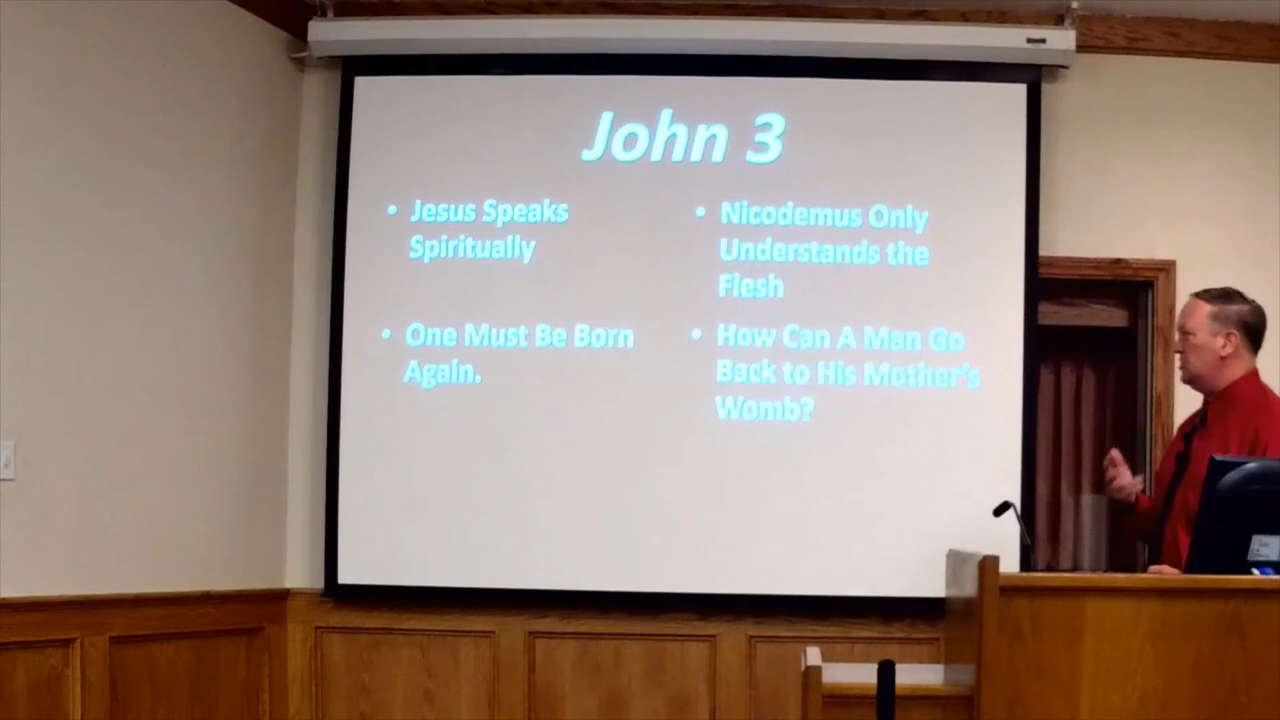 John 3
• Jesus Speaks
Spiritually
• One Must Be Born
Again.
• Nicodemus Only
Understands the
Flesh
• How Can A Man Go
Back to His Mother's
Womb?